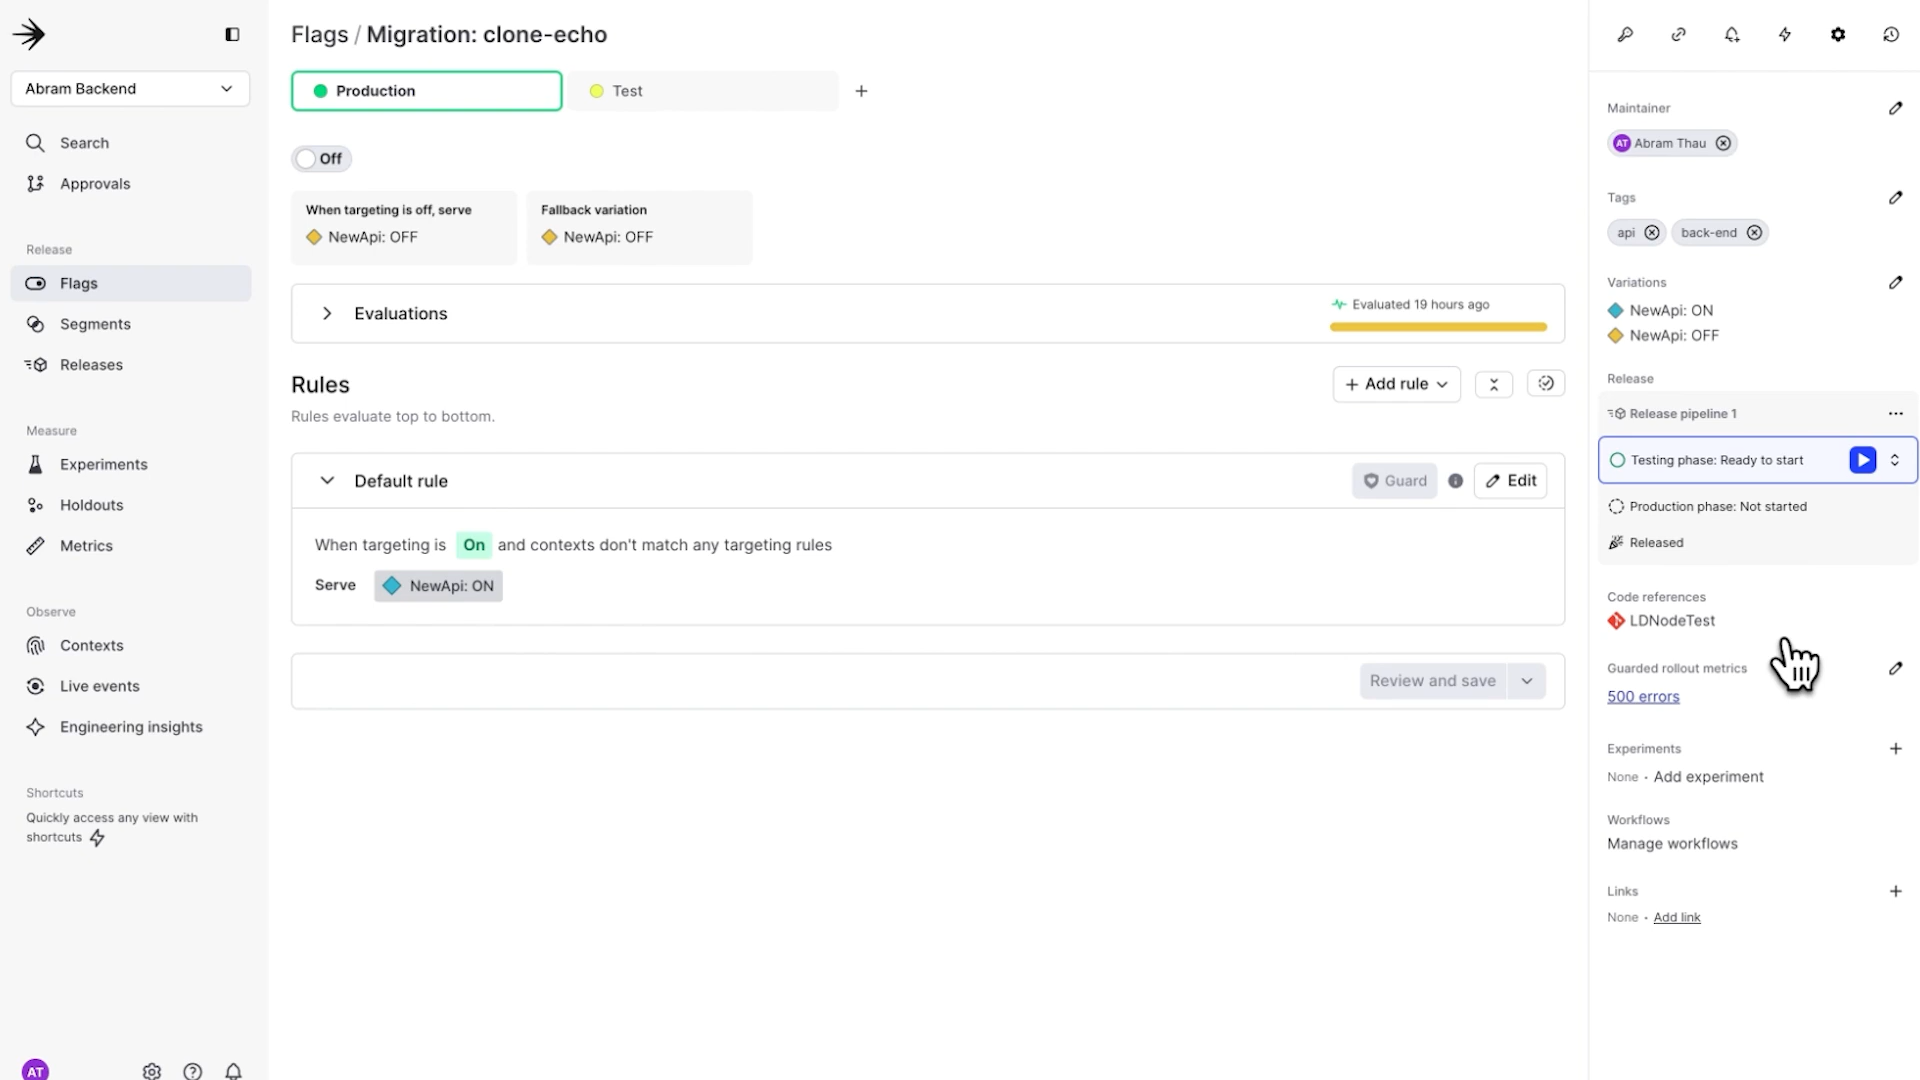 Abram Backend
Search
Approvals
Release
Flags
Segments
Releases
Measure
Experiments
Holdouts
Metrics
Observe
Contexts
Live events
Engineering insights
Shortcuts
Quickly access any view with
shortcuts
AT
Flags / Migration: clone-echo
Production
Test
Off
When targeting is off, serve
NewApi: OFF
Fallback variation
NewApi: OFF
Evaluations
Evaluated 19 hours ago
Rules
Rules evaluate top to bottom.
Add rule
Default rule
Guard
Edit
When targeting is On and contexts don't match any targeting rules
Serve NewApi: ON
Review and save
Maintainer
AT Abram Thau
Tags
api
back-end
Variations
NewApi: ON
NewApi: OFF
Release
Release pipeline 1
Testing phase: Ready to start
Production phase: Not started
Released
Code references
LDNodeTest
Guarded rollout metrics
500 errors
Experiments
None · Add experiment
Workflows
Manage workflows
Links
None · Add link